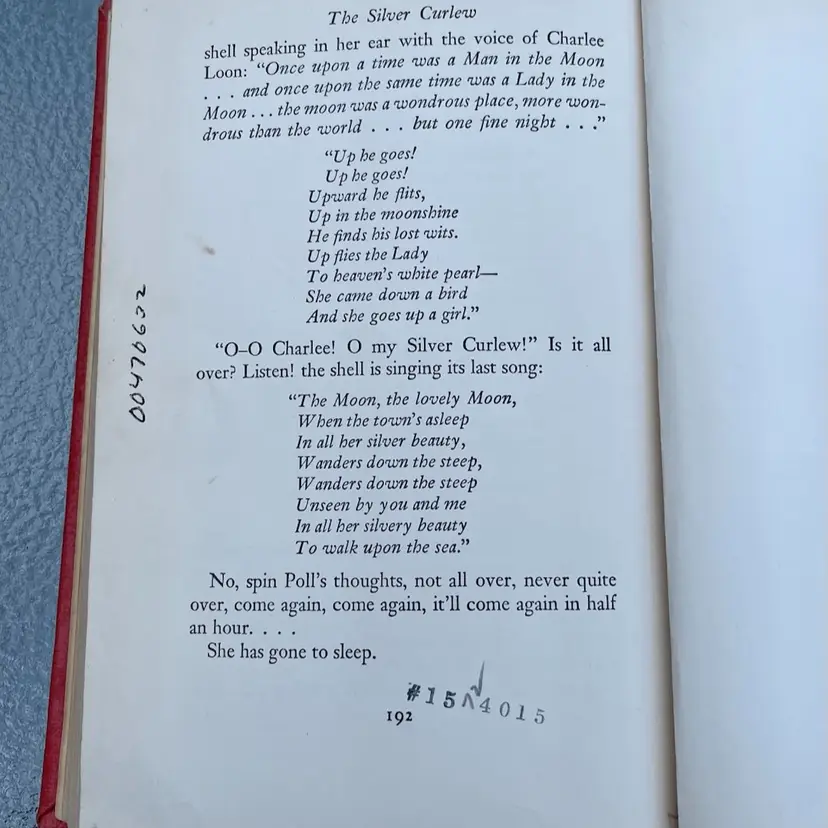 The Silver Curlew
shell speaking in her ear with the voice of Charlee
Loon: “Once upon a time was a Man in the Moon
. . . and once upon the same time was a Lady in the
Moon . . . the moon was a wondrous place, more won-
drous than the world . . . but one fine night . . .”
“Up he goes!
Up he goes!
Upward he flits,
Up in the moonshine
He finds his lost wits.
Up flies the Lady
To heaven’s white pearl—
She came down a bird
And she goes up a girl.”
“O–O Charlee! O my Silver Curlew!” Is it all
over? Listen! the shell is singing its last song:
“The Moon, the lovely Moon,
When the town’s asleep
In all her silver beauty,
Wanders down the steep,
Wanders down the steep
Unseen by you and me
In all her silvery beauty
To walk upon the sea.”
No, spin Poll’s thoughts, not all over, never quite
over, come again, come again, it’ll come again in half
an hour. . . .
She has gone to sleep.
#15 4015
192
00470632